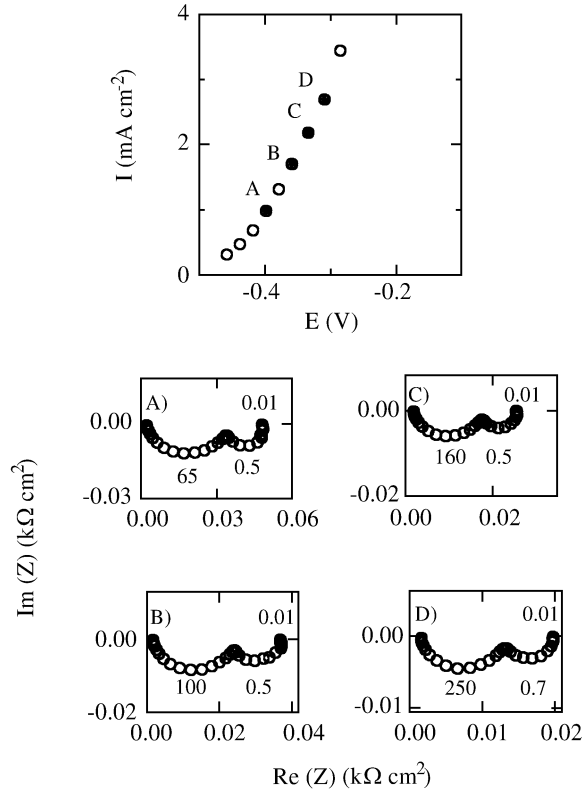 4
D
C
I (mA cm-2)
2
B
A
0
-0.4 -0.2
E (V)
A) 0.01
0.00
65 0.5
-0.03
0.00 0.03 0.06
C) 0.01
0.00
160 0.5
-0.02
0.00 0.02
Im (Z) (kΩ cm2)
B) 0.01
0.00
100 0.5
-0.02
0.00 0.02 0.04
D) 0.01
0.00
250 0.7
-0.01
0.00 0.01 0.02
Re (Z) (kΩ cm2)